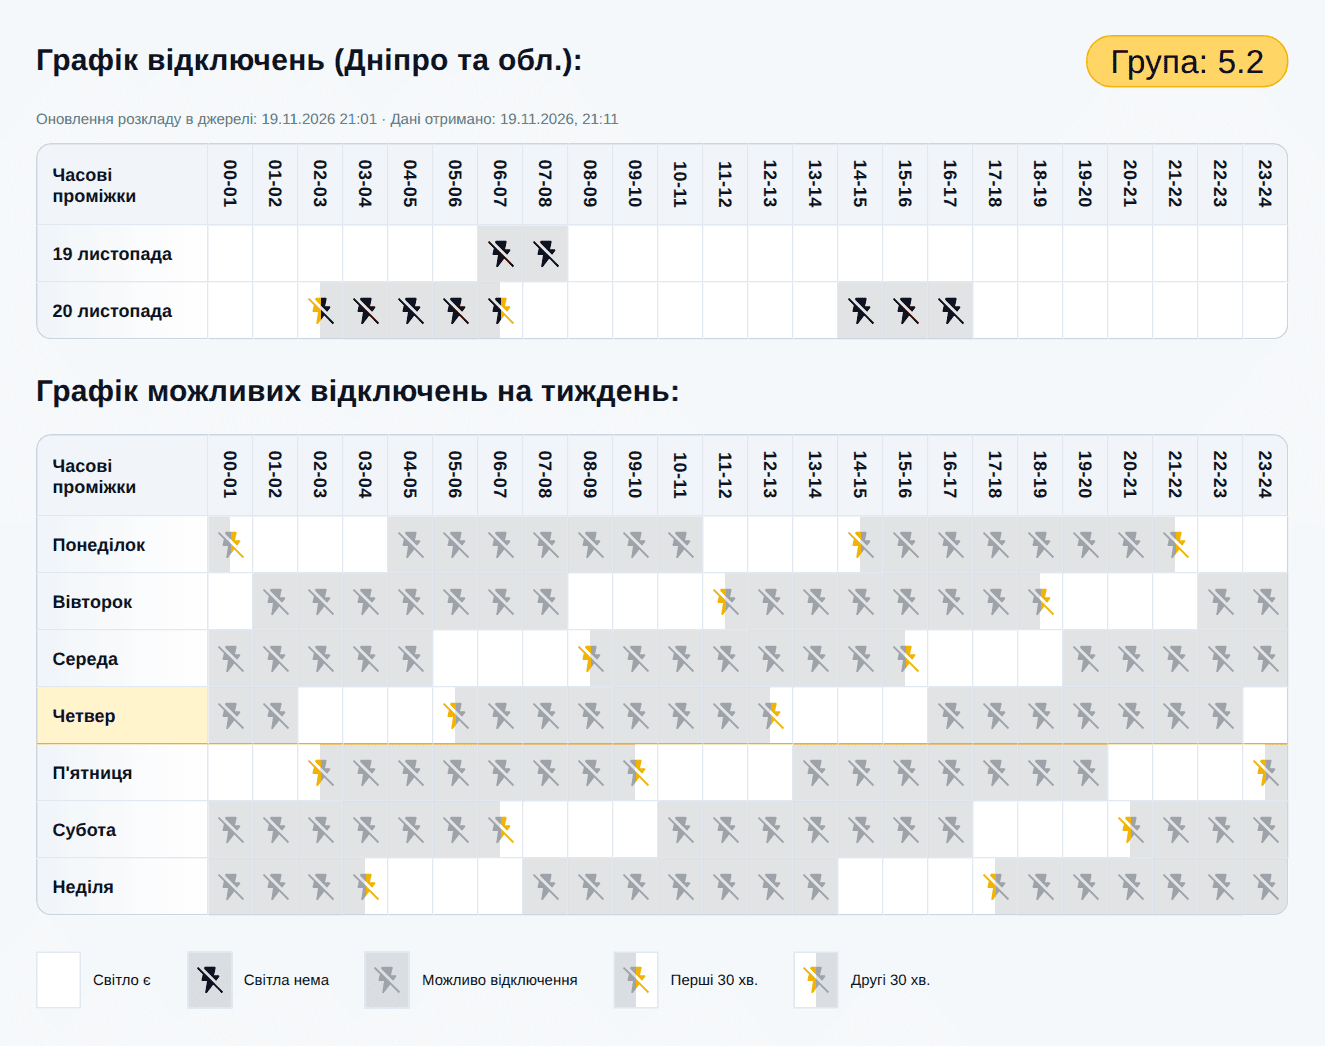 Графік відключень (Дніпро та обл.):
Група: 5.2
Оновлення розкладу в джерелі: 19.11.2026 21:01 · Дані отримано: 19.11.2026, 21:11
Часові проміжки 00-01 01-02 02-03 03-04 04-05 05-06 06-07 07-08 08-09 09-10 10-11 11-12 12-13 13-14 14-15 15-16 16-17 17-18 18-19 19-20 20-21 21-22 22-23 23-24
19 листопада
20 листопада
Графік можливих відключень на тиждень:
Часові проміжки 00-01 01-02 02-03 03-04 04-05 05-06 06-07 07-08 08-09 09-10 10-11 11-12 12-13 13-14 14-15 15-16 16-17 17-18 18-19 19-20 20-21 21-22 22-23 23-24
Понеділок
Вівторок
Середа
Четвер
П'ятниця
Субота
Неділя
Світло є Світла нема Можливо відключення Перші 30 хв. Другі 30 хв.